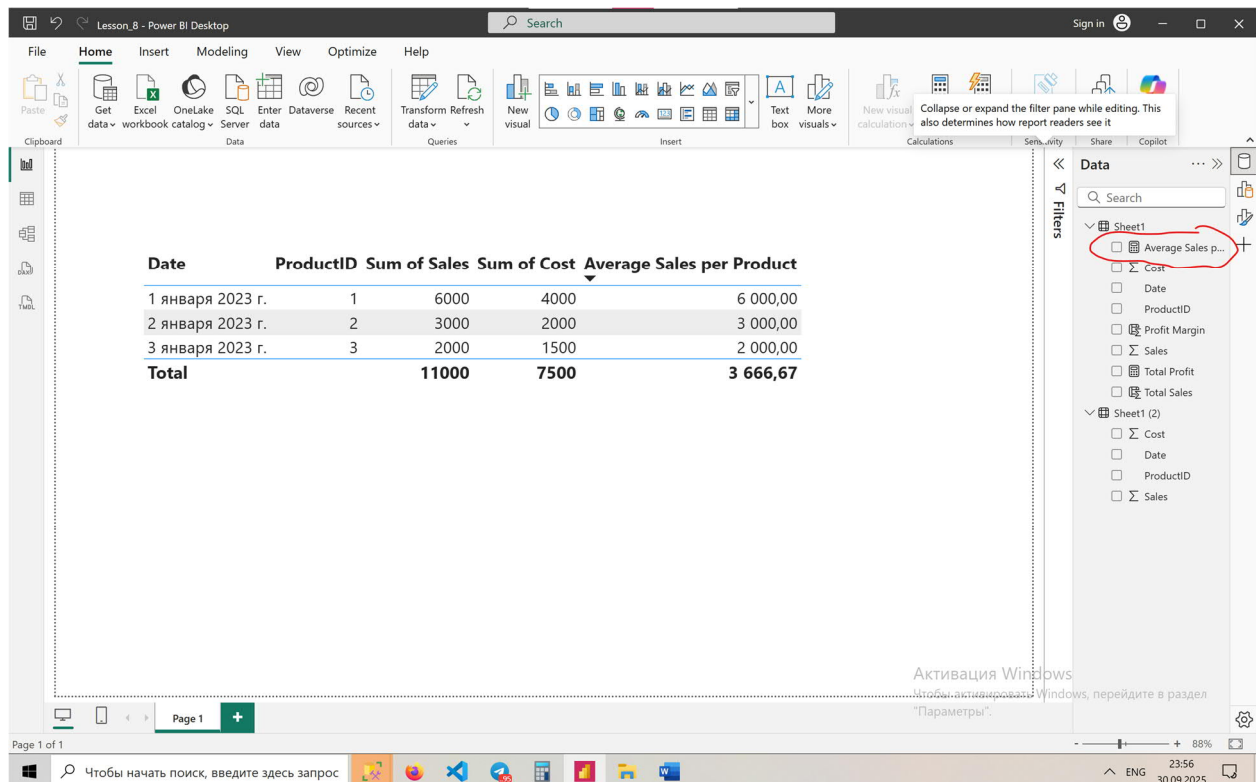 Lesson_8 - Power BI Desktop
Search
Sign in
File Home Insert Modeling View Optimize Help
Paste
Get data
Excel workbook
OneLake catalog
SQL Server
Enter data
Dataverse
Recent sources
Transform data
Refresh
New visual
Text box
More visuals
New visual calculation
Collapse or expand the filter pane while editing. This
also determines how report readers see it
Clipboard
Data
Queries
Insert
Calculations
Share
Copilot
Filters
Data
Search
Sheet1
Average Sales p...
Cost
Date
ProductID
Profit Margin
Sales
Total Profit
Total Sales
Sheet1 (2)
Cost
Date
ProductID
Sales
DAX
TMDL
Date ProductID Sum of Sales Sum of Cost Average Sales per Product
1 января 2023 г. 1 6000 4000 6 000,00
2 января 2023 г. 2 3000 2000 3 000,00
3 января 2023 г. 3 2000 1500 2 000,00
Total 11000 7500 3 666,67
Активация Windows
Чтобы активировать Windows, перейдите в раздел
"Параметры".
Page 1
Page 1 of 1
88%
Чтобы начать поиск, введите здесь запрос
95
ENG
23:56
30.09.2025